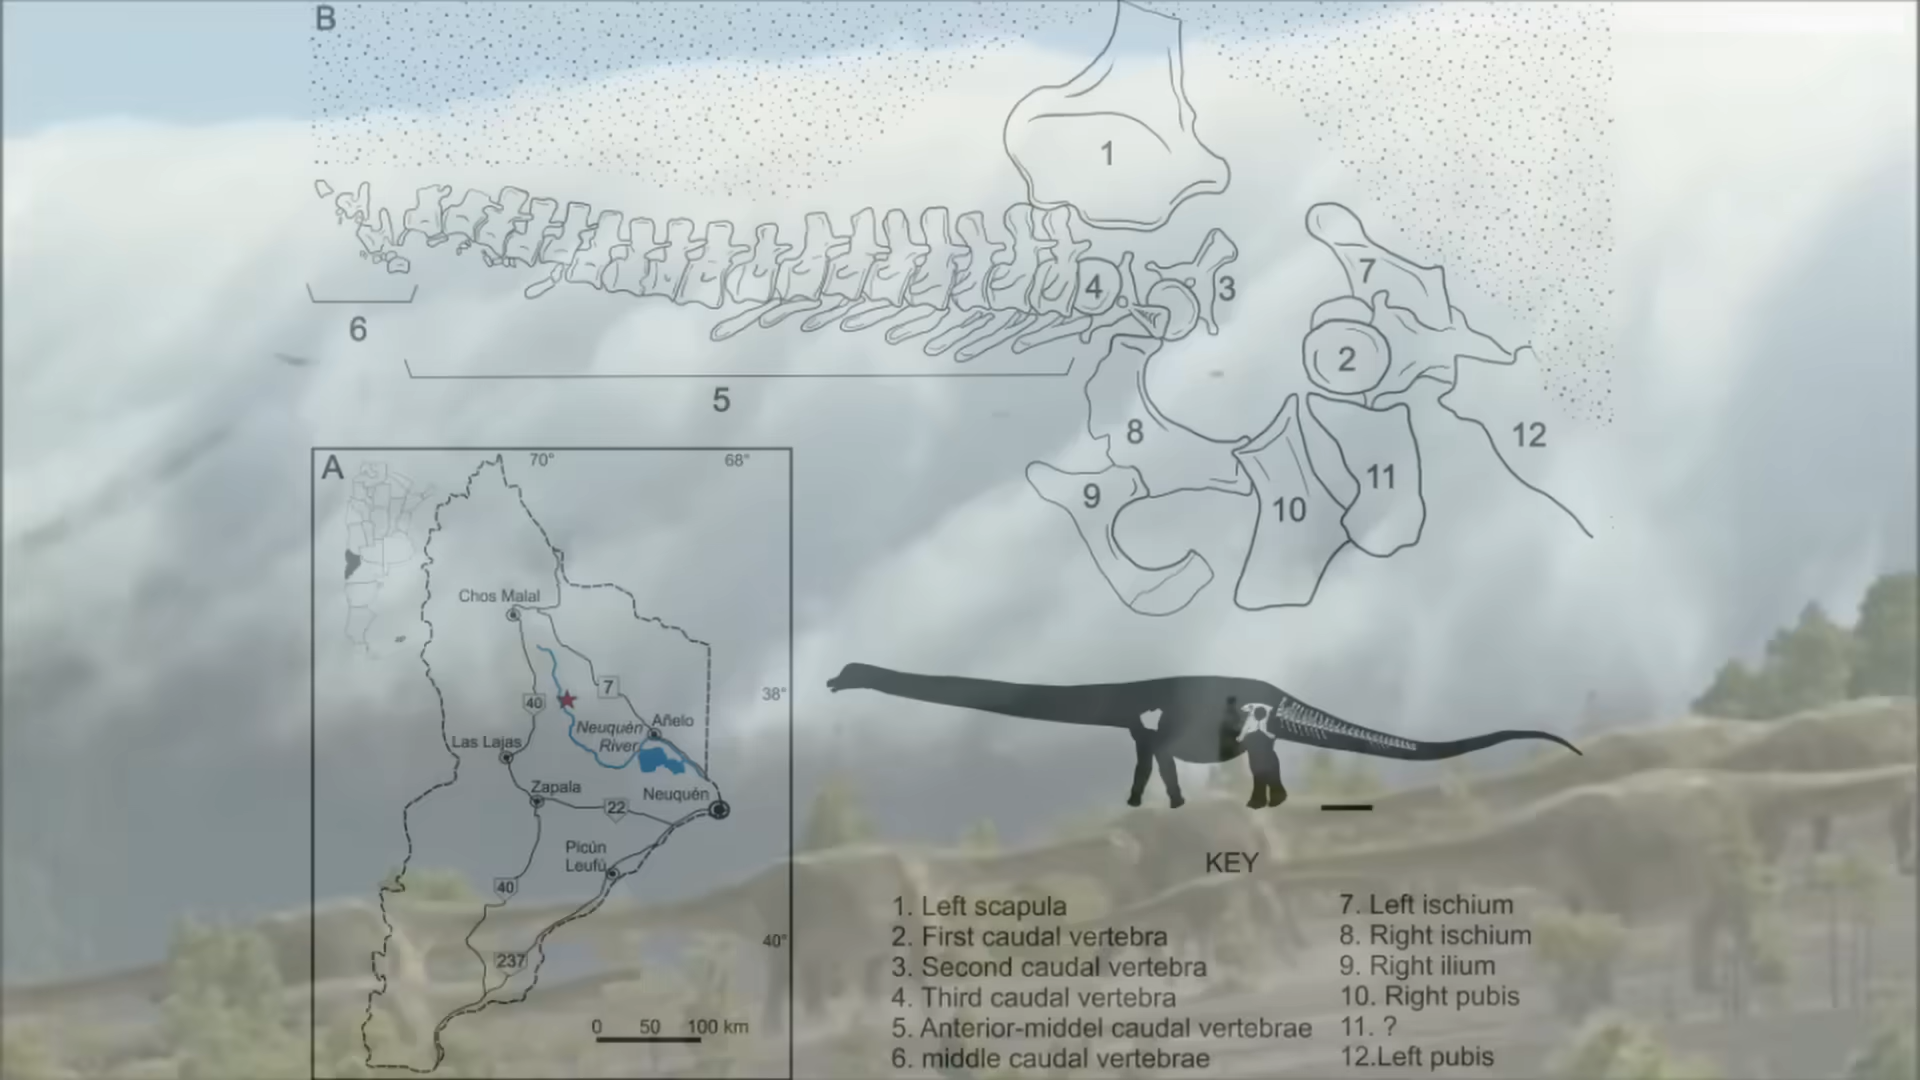 B
1
2
3
4
5
6
7
8
9
10
11
12
A
70°
68°
Chos Malal
38°
40
7
Neuquén
River
Añelo
Las Lajas
Zapala
22
Neuquén
Picún
Leufú
40
40°
237
0 50 100 km
KEY
1. Left scapula
2. First caudal vertebra
3. Second caudal vertebra
4. Third caudal vertebra
5. Anterior-middel caudal vertebrae
6. middle caudal vertebrae
7. Left ischium
8. Right ischium
9. Right ilium
10. Right pubis
11. ?
12.Left pubis